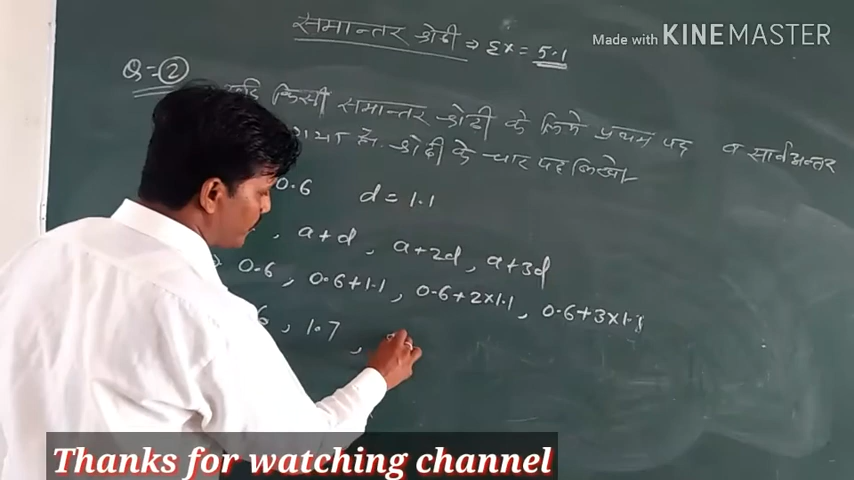 समान्तर श्रेढी ⇒ Ex = 5.1
Made with KINEMASTER
Q=②
यदि किसी समान्तर श्रेढी के लिये प्रथम पद व सार्वअन्तर
है. श्रेढी के चार पद लिखो
0.6 d = 1.1
, a+d, a+2d, a+3d
0.6, 0.6+1.1, 0.6+2×1.1, 0.6+3×1.1
6, 1.7,
Thanks for watching channel